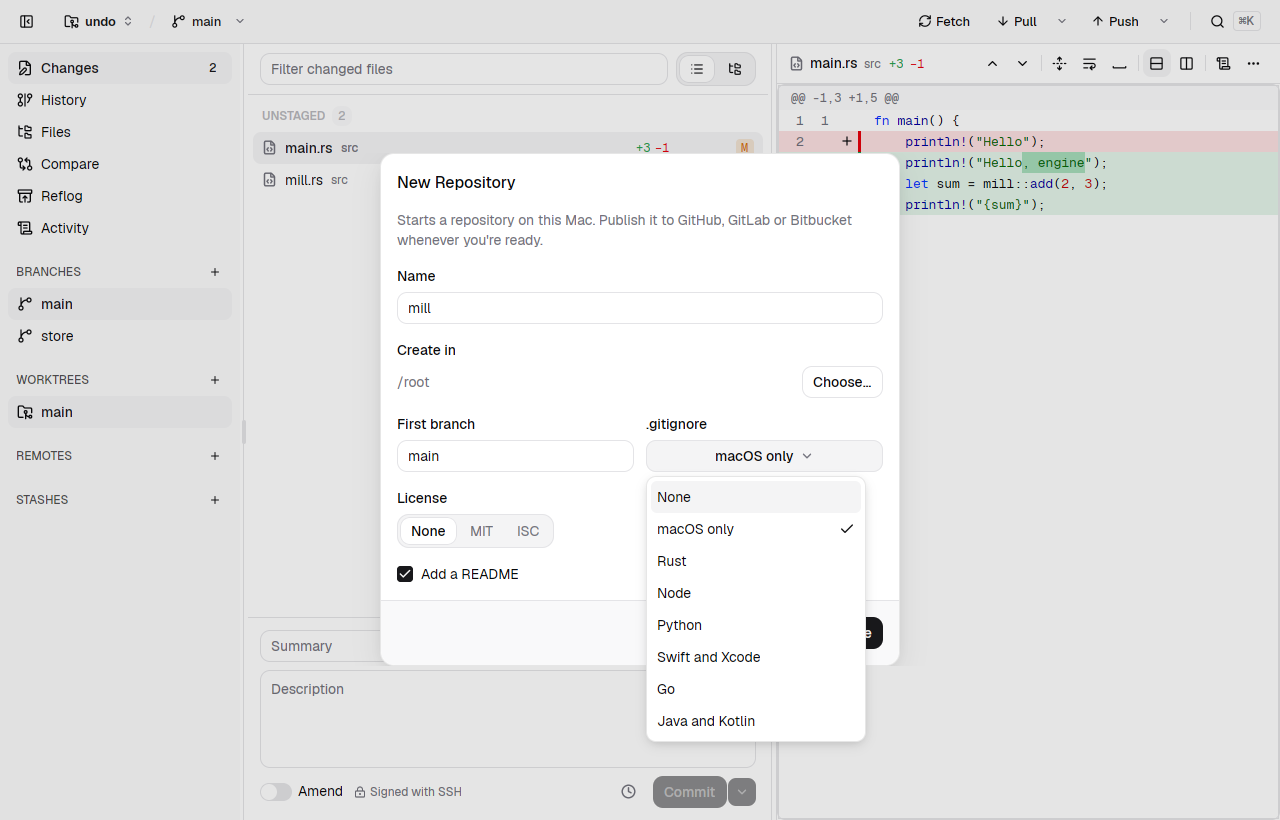 undo / main Fetch Pull Push ⌘K
Changes 2
History
Files
Compare
Reflog
Activity
BRANCHES
main
store
WORKTREES
main
REMOTES
STASHES
Filter changed files
UNSTAGED 2
main.rs src +3 −1 M
mill.rs src
Summary
Description
Amend Signed with SSH Commit
main.rs src +3 −1
@@ -1,3 +1,5 @@
1 1 fn main() {
2 + println!("Hello");
println!("Hello, engine");
let sum = mill::add(2, 3);
println!("{sum}");
New Repository
Starts a repository on this Mac. Publish it to GitHub, GitLab or Bitbucket
whenever you're ready.
Name
mill
Create in
/root Choose...
First branch .gitignore
main macOS only
License
None MIT ISC
Add a README
None
macOS only
Rust
Node
Python
Swift and Xcode
Go
Java and Kotlin